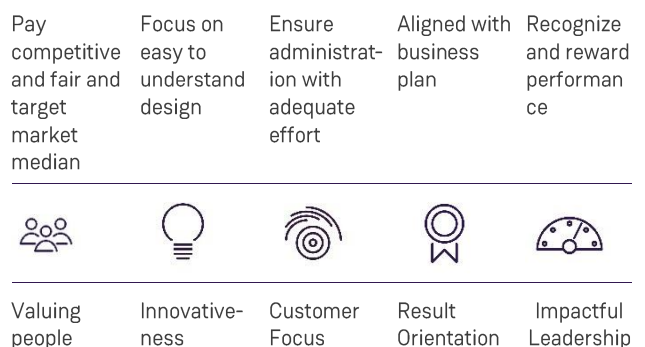 Pay
competitive
and fair and
target
market
median
Focus on
easy to
understand
design
Ensure
administrat-
ion with
adequate
effort
Aligned with
business
plan
Recognize
and reward
performan
ce
Valuing
people
Innovative-
ness
Customer
Focus
Result
Orientation
Impactful
Leadership